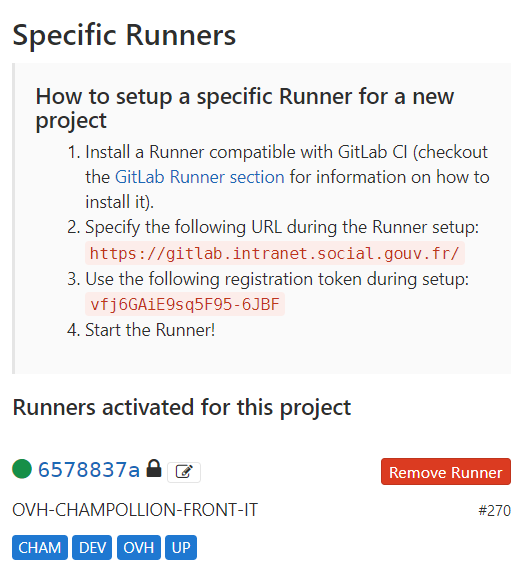 Specific Runners
How to setup a specific Runner for a new
project
1. Install a Runner compatible with GitLab CI (checkout
the GitLab Runner section for information on how to
install it).
2. Specify the following URL during the Runner setup:
https://gitlab.intranet.social.gouv.fr/
3. Use the following registration token during setup:
vfj6GAiE9sq5F95-6JBF
4. Start the Runner!
Runners activated for this project
6578837a
Remove Runner
OVH-CHAMPOLLION-FRONT-IT
#270
CHAM DEV OVH UP